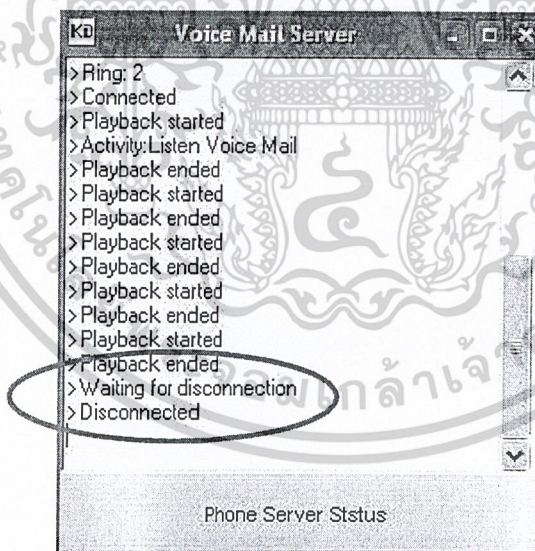 KD Voice Mail Server
>Ring: 2
>Connected
>Playback started
>Activity:Listen Voice Mail
>Playback ended
>Playback started
>Playback ended
>Playback started
>Playback ended
>Playback started
>Playback ended
>Playback started
>Playback ended
>Waiting for disconnection
>Disconnected
Phone Server Ststus